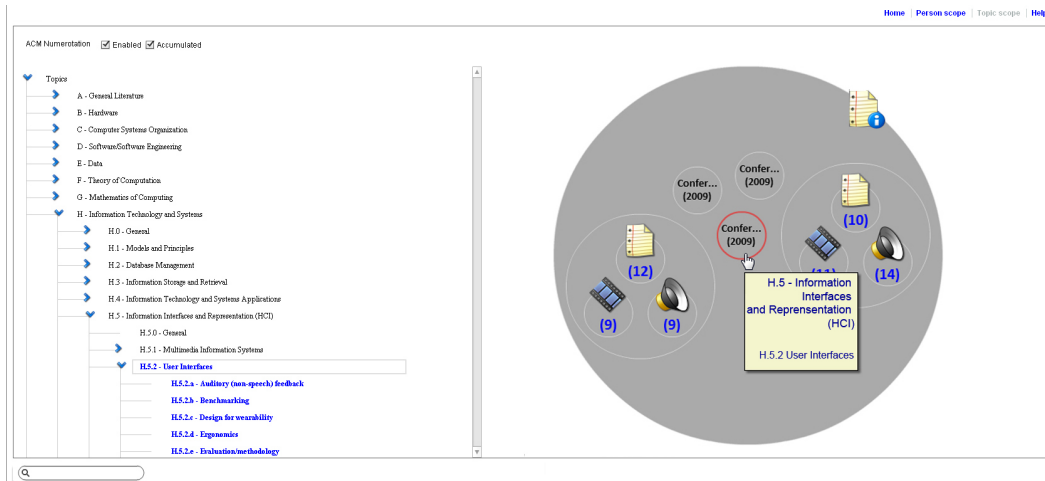 Home Person scope Topic scope Help
ACM Numerotation Enabled Accumulated
Topics
A - General Literature
B - Hardware
C - Computer Systems Organization
D - Software/Software Engineering
E - Data
F - Theory of Computation
G - Mathematics of Computing
H - Information Technology and Systems
H.0 - General
H.1 - Models and Principles
H.2 - Database Management
H.3 - Information Storage and Retrieval
H.4 - Information Technology and Systems Applications
H.5 - Information Interfaces and Representation (HCI)
H.5.0 - General
H.5.1 - Multimedia Information Systems
H.5.2 - User Interfaces
H.5.2.a - Auditory (non-speech) feedback
H.5.2.b - Benchmarking
H.5.2.c - Design for wearability
H.5.2.d - Ergonomics
H.5.2.e - Evaluation/methodology
Confer...
(2009)
Confer...
(2009)
Confer...
(2009)
(12)
(9)
(9)
(10)
(11)
(14)
H.5 - Information
Interfaces
and Reprensentation
(HCI)
H.5.2 User Interfaces